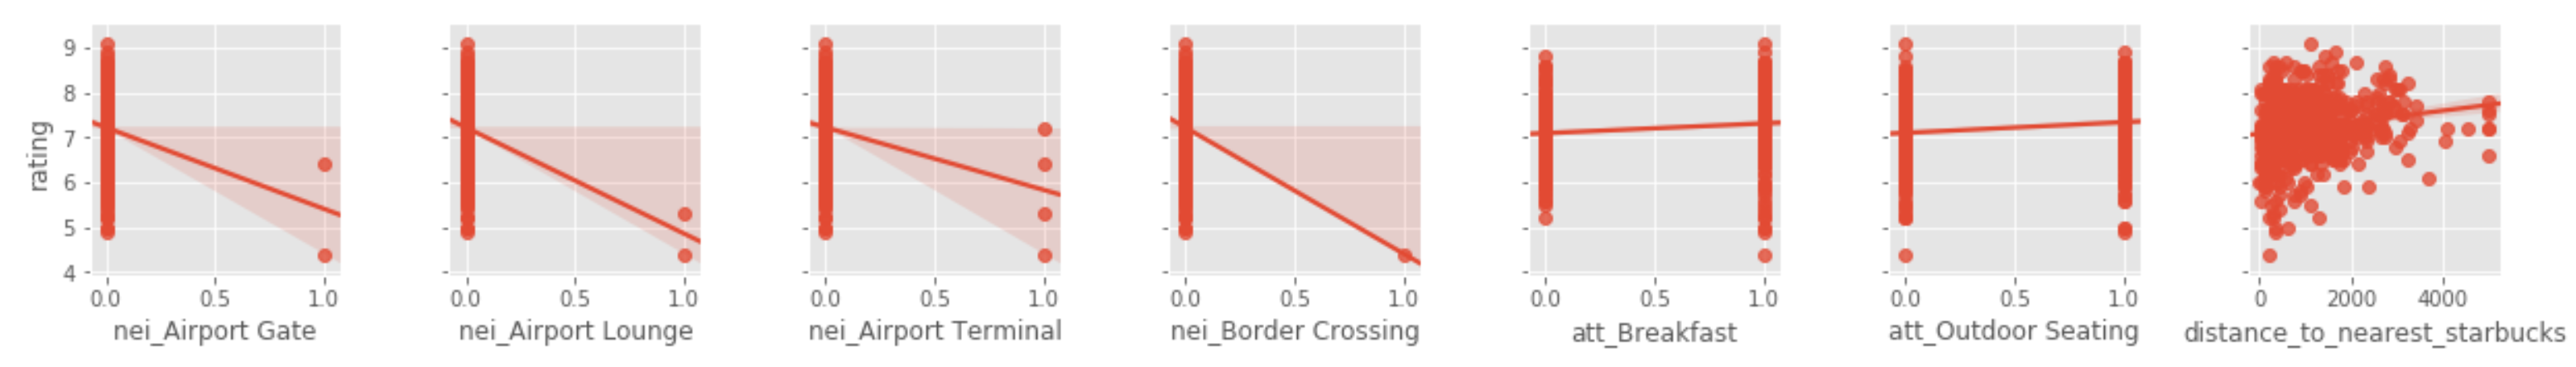 rating
9
8
7
6
5
4
0.0 0.5 1.0
nei_Airport Gate
0.0 0.5 1.0
nei_Airport Lounge
0.0 0.5 1.0
nei_Airport Terminal
0.0 0.5 1.0
nei_Border Crossing
0.0 0.5 1.0
att_Breakfast
0.0 0.5 1.0
att_Outdoor Seating
0 2000 4000
distance_to_nearest_starbucks